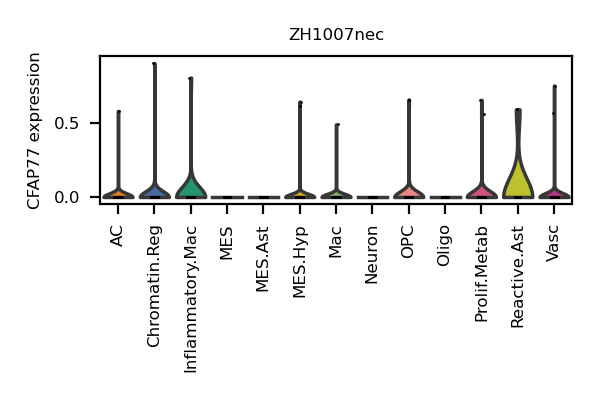 ZH1007nec
CFAP77 expression
0.5
0.0
AC
Chromatin.Reg
Inflammatory.Mac
MES
MES.Ast
MES.Hyp
Mac
Neuron
OPC
Oligo
Prolif.Metab
Reactive.Ast
Vasc